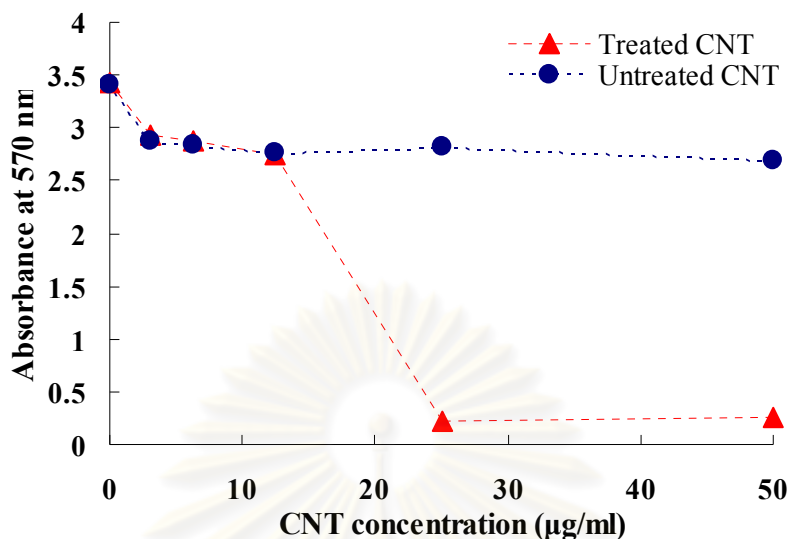 4
3.5
3
2.5
2
1.5
1
0.5
0
Absorbance at 570 nm
Treated CNT
Untreated CNT
0 10 20 30 40 50
CNT concentration (µg/ml)